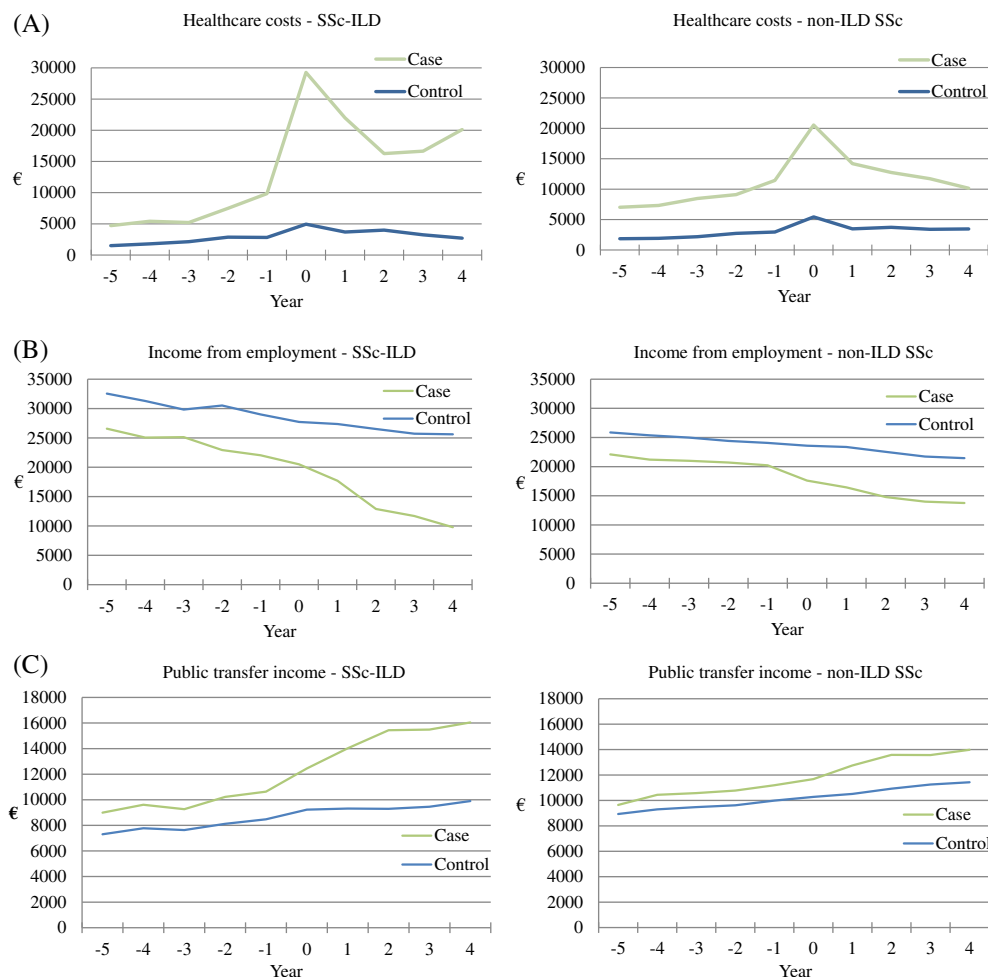 (A)
Healthcare costs - SSc-ILD
30000
25000
20000
15000
10000
5000
0
€
Case
Control
-5 -4 -3 -2 -1 0 1 2 3 4
Year
Healthcare costs - non-ILD SSc
30000
25000
20000
15000
10000
5000
0
€
Case
Control
-5 -4 -3 -2 -1 0 1 2 3 4
Year
(B)
Income from employment - SSc-ILD
35000
30000
25000
20000
15000
10000
5000
0
€
Case
Control
-5 -4 -3 -2 -1 0 1 2 3 4
Year
Income from employment - non-ILD SSc
35000
30000
25000
20000
15000
10000
5000
0
€
Case
Control
-5 -4 -3 -2 -1 0 1 2 3 4
Year
(C)
Public transfer income - SSc-ILD
18000
16000
14000
12000
10000
8000
6000
4000
2000
0
€
Case
Control
-5 -4 -3 -2 -1 0 1 2 3 4
Year
Public transfer income - non-ILD SSc
18000
16000
14000
12000
10000
8000
6000
4000
2000
0
€
Case
Control
-5 -4 -3 -2 -1 0 1 2 3 4
Year